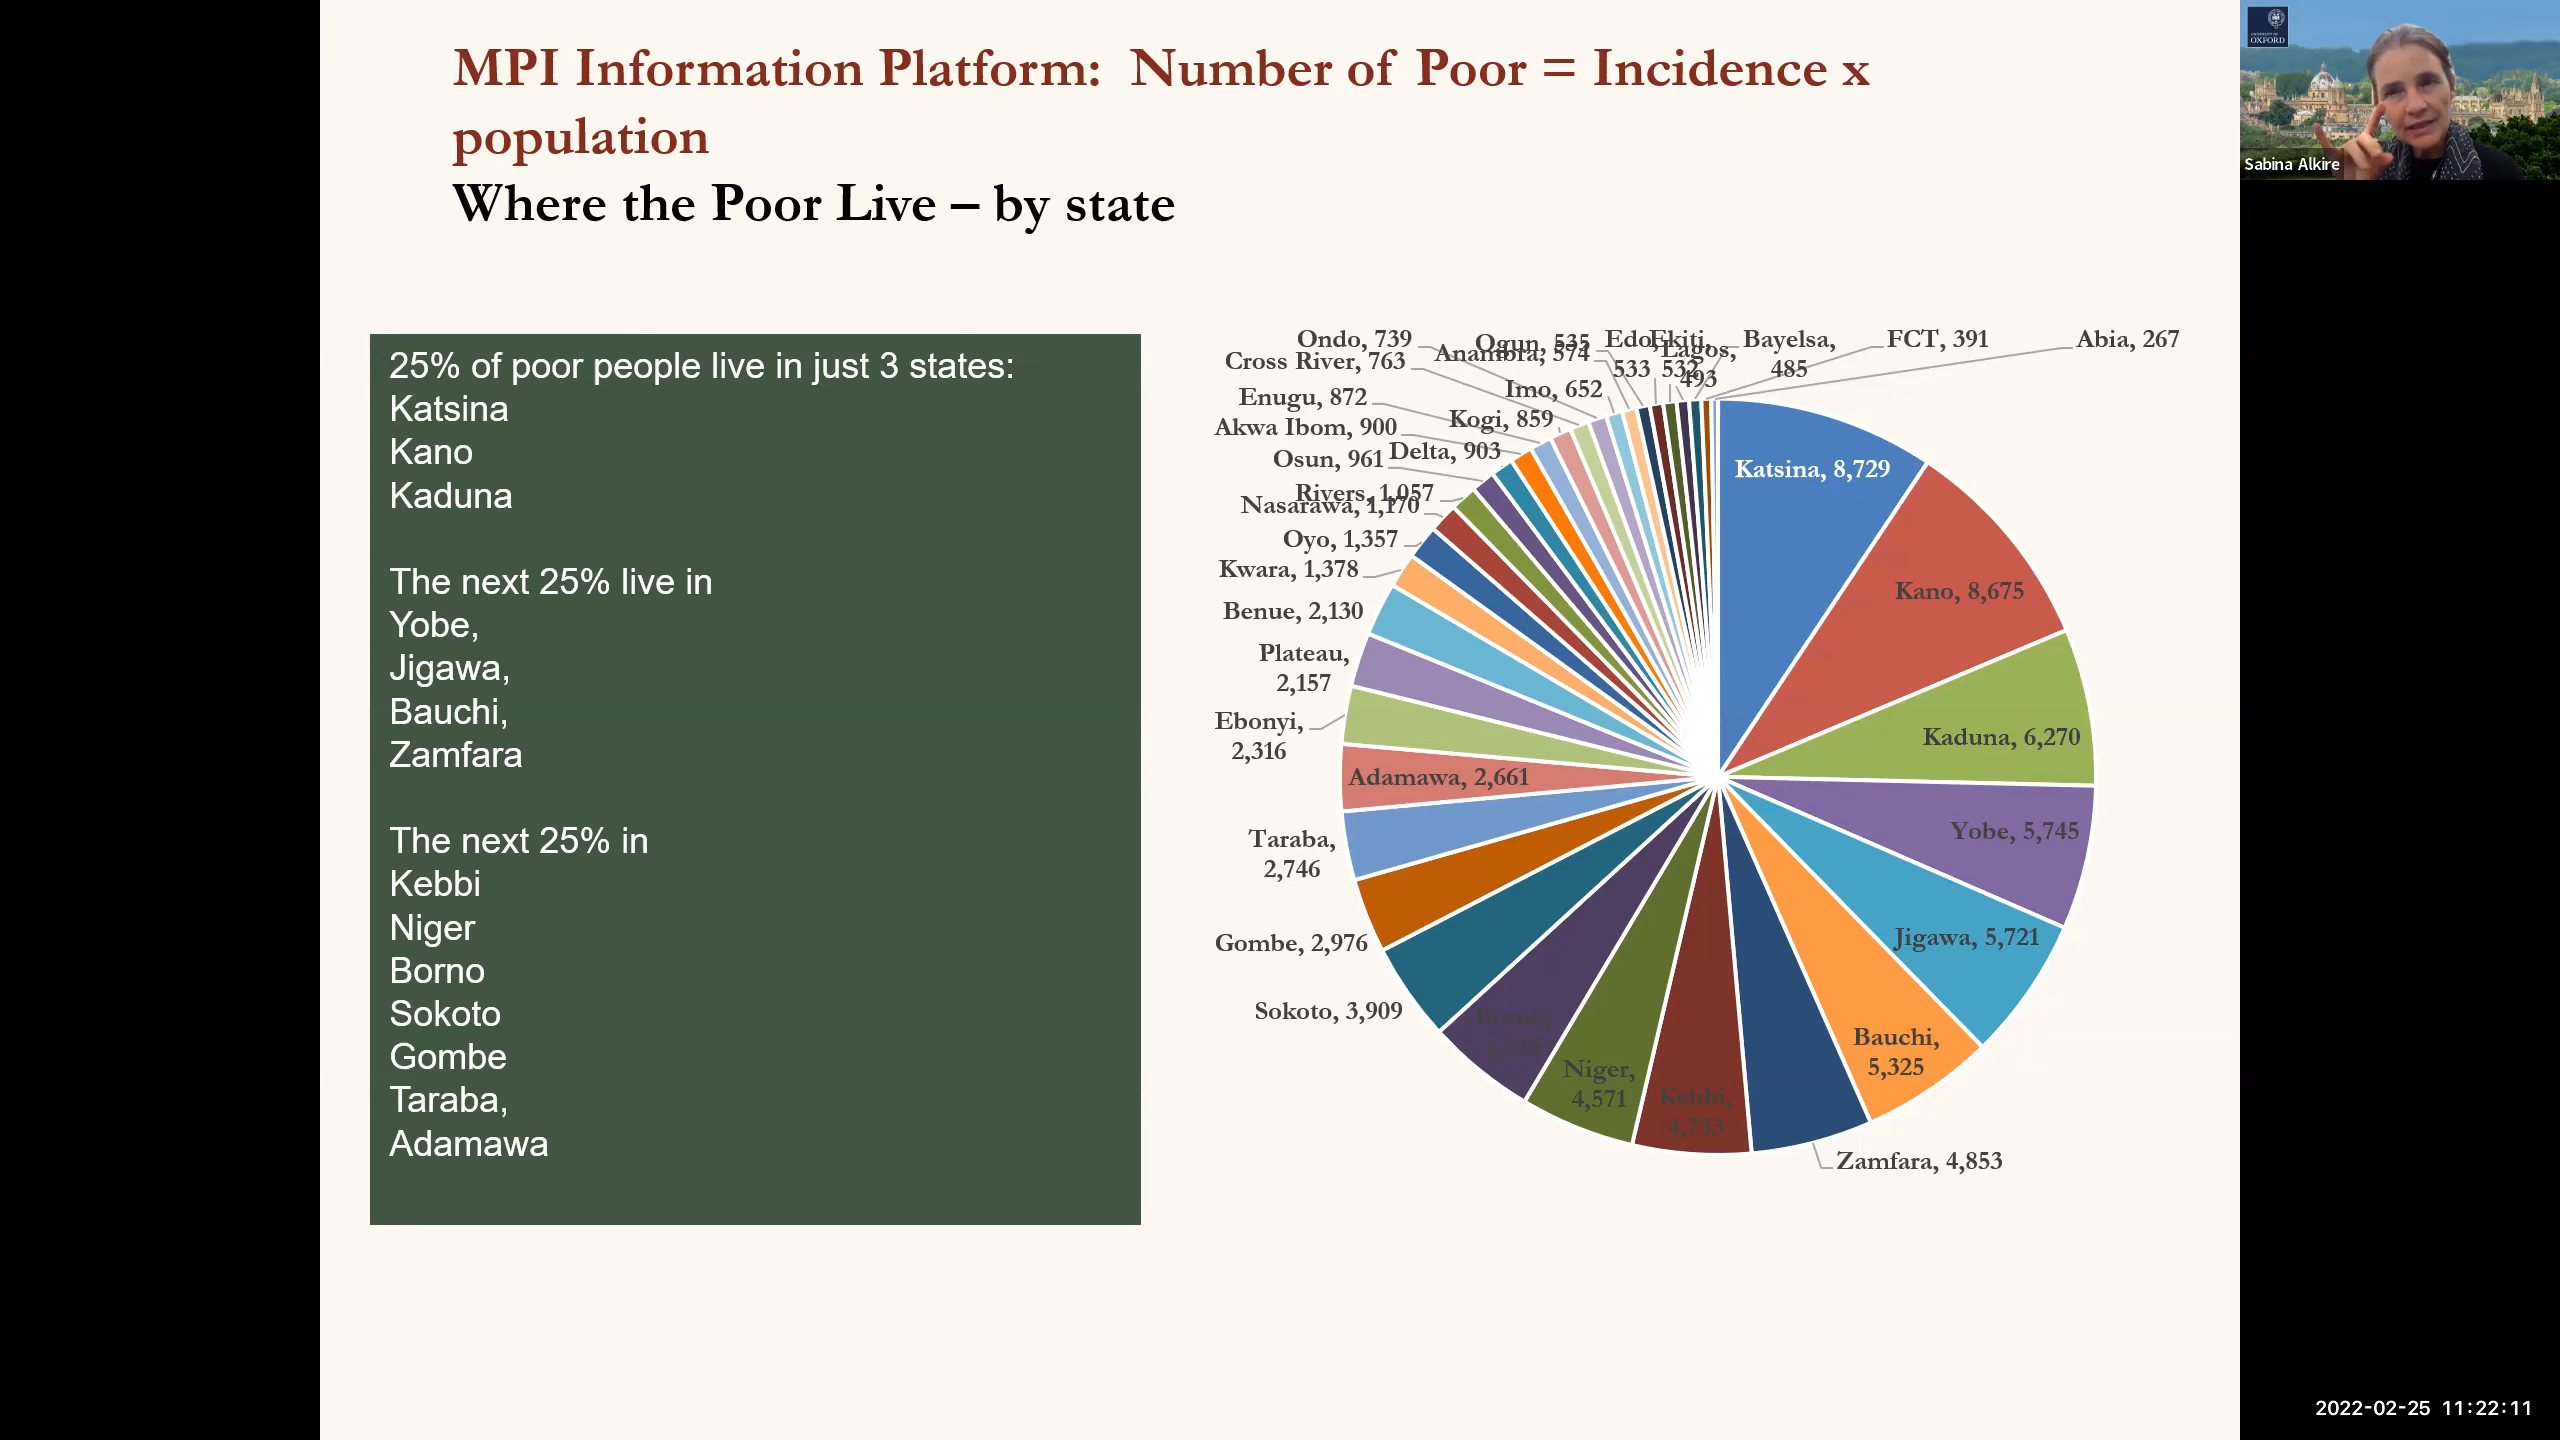 MPI Information Platform:  Number of Poor = Incidence x
population
Where the Poor Live – by state
25% of poor people live in just 3 states:
Katsina
Kano
Kaduna
The next 25% live in
Yobe,
Jigawa,
Bauchi,
Zamfara
The next 25% in
Kebbi
Niger
Borno
Sokoto
Gombe
Taraba,
Adamawa
Ondo, 739
Cross River, 763
Enugu, 872
Akwa Ibom, 900
Osun, 961
Rivers, 1,057
Nasarawa, 1,170
Oyo, 1,357
Kwara, 1,378
Benue, 2,130
Plateau,
2,157
Ebonyi,
2,316
Adamawa, 2,661
Taraba,
2,746
Gombe, 2,976
Sokoto, 3,909
Borno,
Niger,
4,571
Kebbi,
4,733
Zamfara, 4,853
Bauchi,
5,325
Jigawa, 5,721
Yobe, 5,745
Kaduna, 6,270
Kano, 8,675
Katsina, 8,729
Abia, 267
FCT, 391
Bayelsa,
485
Lagos,
493
Ekiti,
532
Edo,
533
Ogun, 535
Anambra, 574
Imo, 652
Kogi, 859
Delta, 903
UNIVERSITY OF
OXFORD
Sabina Alkire
2022-02-25 11:22:11